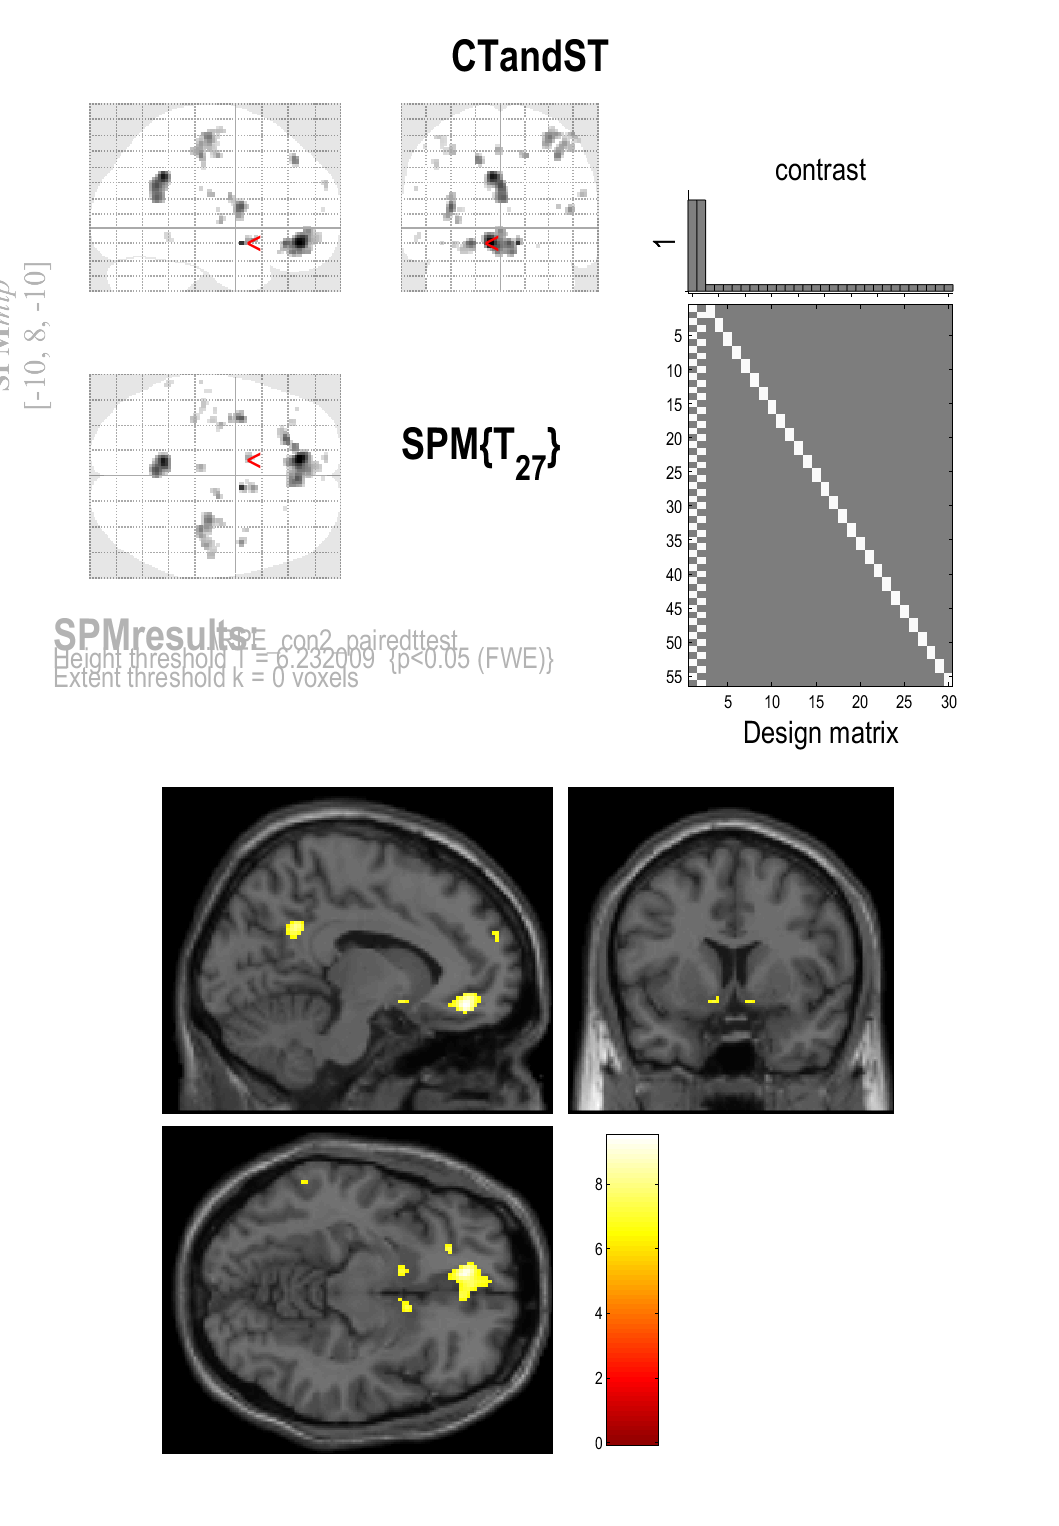 CTandST
contrast
1
[-10, 8, -10]
5
10
15
20
25
30
35
40
45
50
55
5 10 15 20 25 30
Design matrix
<
<
<
SPM{T27}
SPMresults:
_con2_pairedttest
Height threshold T = 6.232009 {p<0.05 (FWE)}
Extent threshold k = 0 voxels
8
6
4
2
0